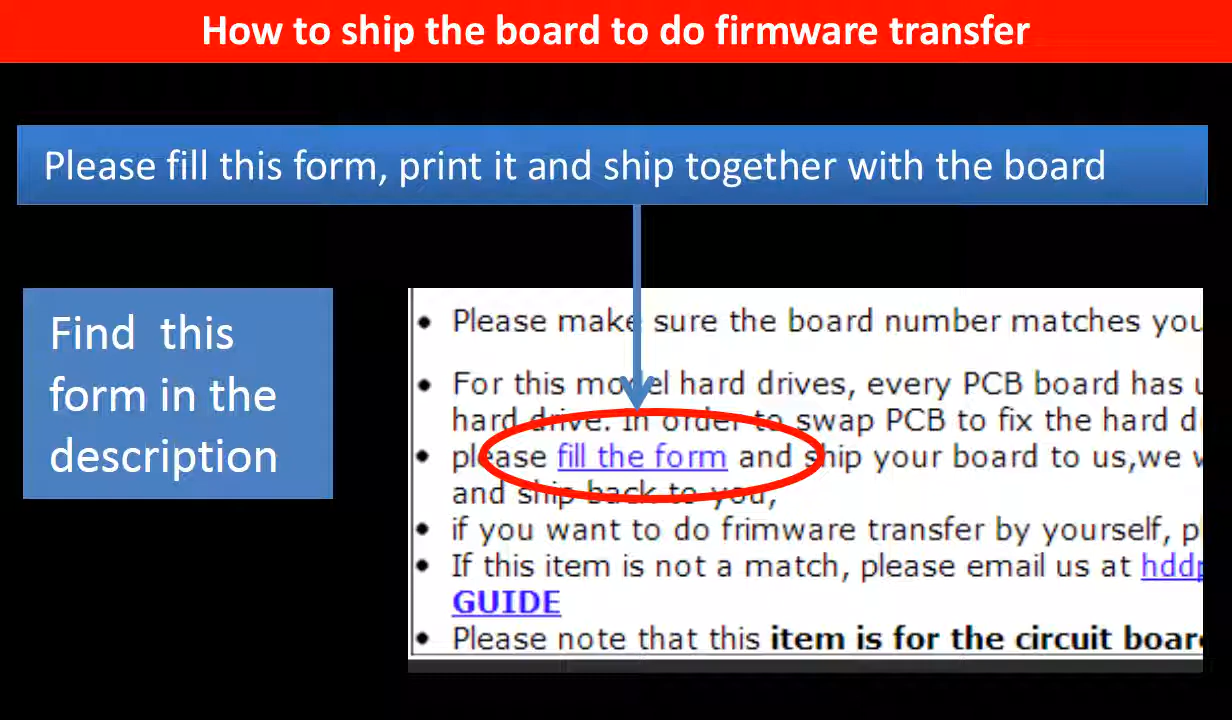 How to ship the board to do firmware transfer
Please fill this form, print it and ship together with the board
Find this
form in the
description
Please make sure the board number matches
For this model hard drives, every PCB board has
hard drive. In order to swap PCB to fix the hard
please fill the form and ship your board to us,we
and ship back to you,
if you want to do frimware transfer by yourself,
If this item is not a match, please email us at
GUIDE
Please note that this item is for the circuit